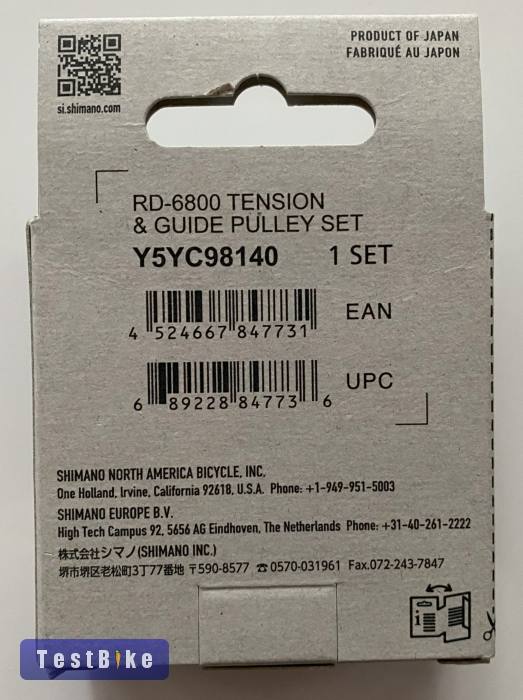 PRODUCT OF JAPAN
FABRIQUÉ AU JAPON
si.shimano.com
RD-6800 TENSION
& GUIDE PULLEY SET
Y5YC98140 1 SET
4 524667 847731 EAN
6 89228 84773 6 UPC
SHIMANO NORTH AMERICA BICYCLE, INC.
One Holland, Irvine, California 92618, U.S.A. Phone: +1-949-951-5003
SHIMANO EUROPE B.V.
High Tech Campus 92, 5656 AG Eindhoven, The Netherlands Phone: +31-40-261-2222
株式会社シマノ(SHIMANO INC.)
堺市堺区老松町3丁77番地 〒590-8577 ☎0570-031961 Fax.072-243-7847
i
TestBike